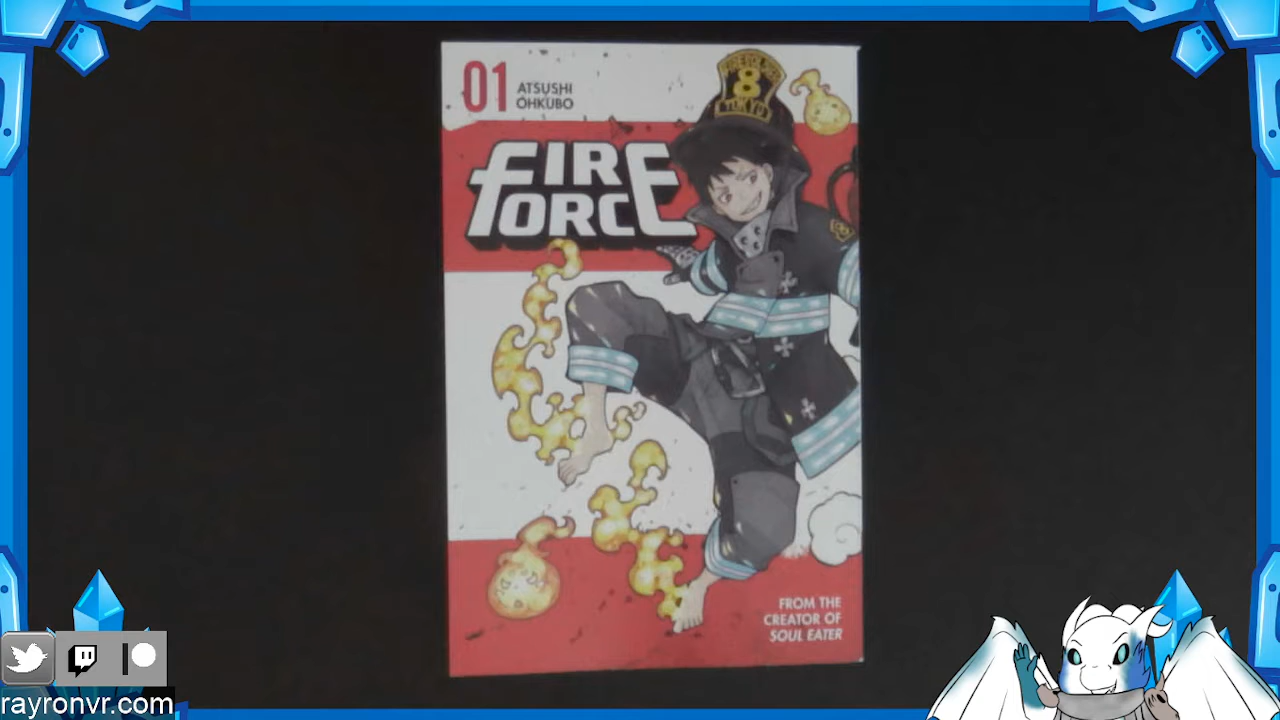 01
ATSUSHI
OHKUBO
8
TOKYO
FIRE
FORCE
FROM THE
CREATOR OF
SOUL EATER
rayronvr.com